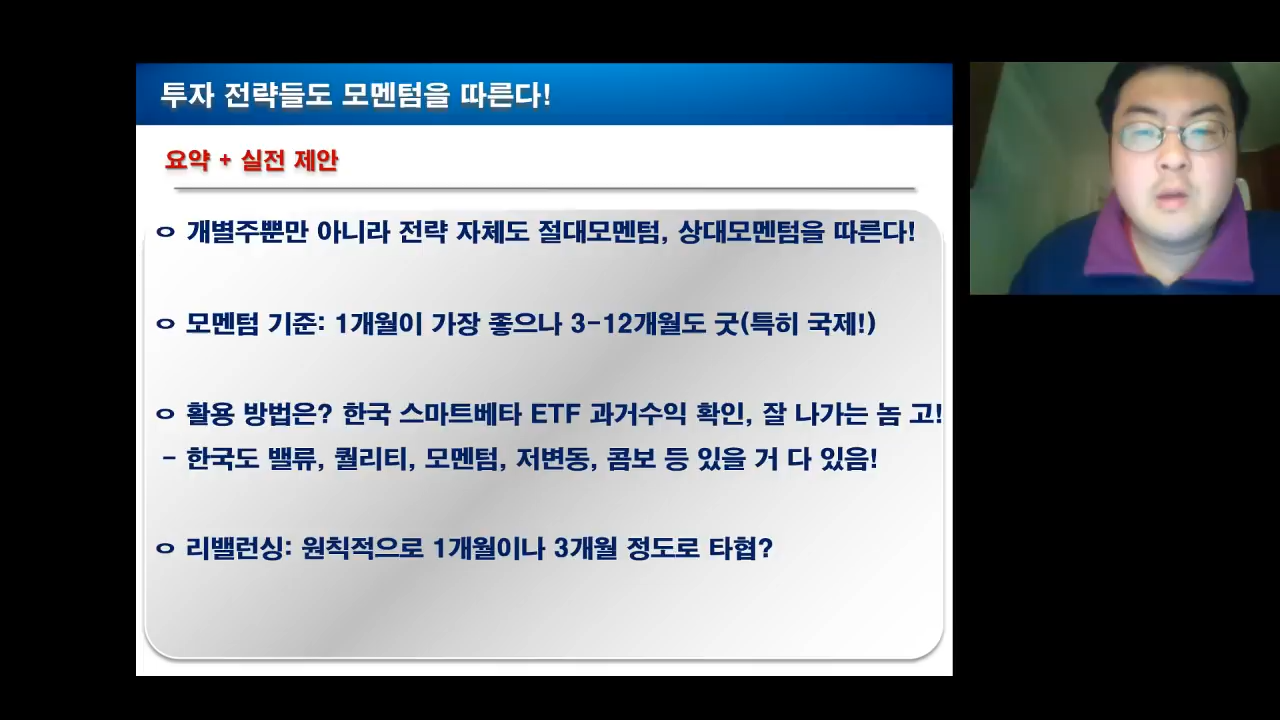 투자 전략들도 모멘텀을 따른다!
요약 + 실전 제안
ㅇ 개별주뿐만 아니라 전략 자체도 절대모멘텀, 상대모멘텀을 따른다!
ㅇ 모멘텀 기준: 1개월이 가장 좋으나 3-12개월도 굿(특히 국제!)
ㅇ 활용 방법은? 한국 스마트베타 ETF 과거수익 확인, 잘 나가는 놈 고!
- 한국도 밸류, 퀄리티, 모멘텀, 저변동, 콤보 등 있을 거 다 있음!
ㅇ 리밸런싱: 원칙적으로 1개월이나 3개월 정도로 타협?